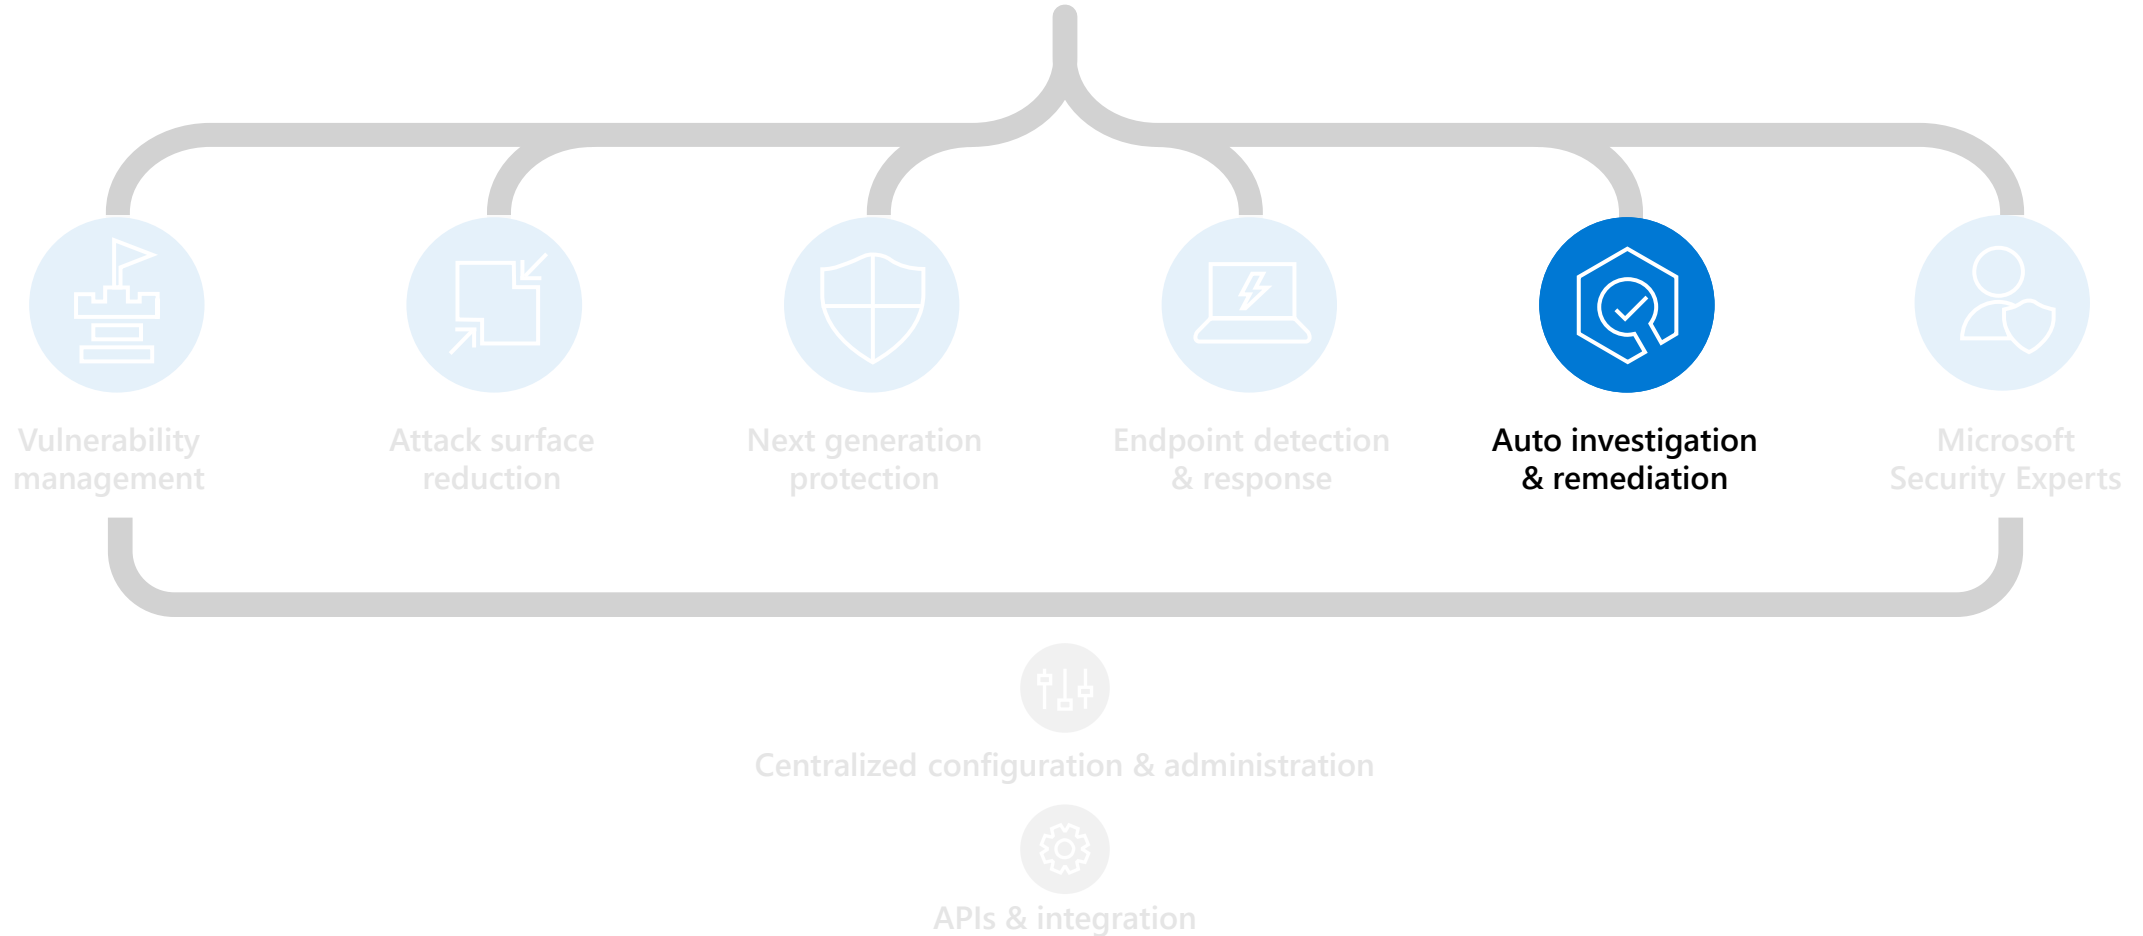 Vulnerability
management
Attack surface
reduction
Next generation
protection
Endpoint detection
& response
Auto investigation
& remediation
Microsoft
Security Experts
Centralized configuration & administration
APIs & integration